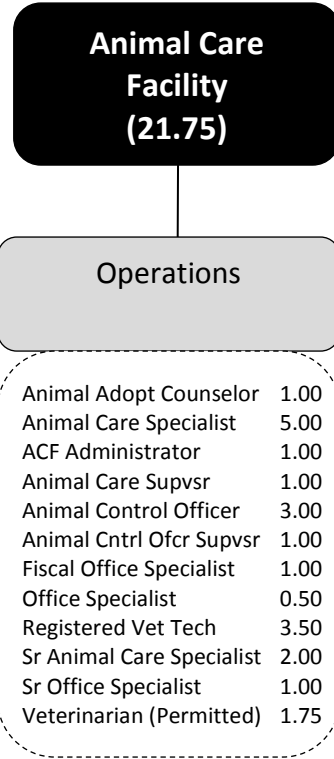 Animal Care
Facility
(21.75)
Operations
Animal Adopt Counselor 1.00
Animal Care Specialist 5.00
ACF Administrator 1.00
Animal Care Supvsr 1.00
Animal Control Officer 3.00
Animal Cntrl Ofcr Supvsr 1.00
Fiscal Office Specialist 1.00
Office Specialist 0.50
Registered Vet Tech 3.50
Sr Animal Care Specialist 2.00
Sr Office Specialist 1.00
Veterinarian (Permitted) 1.75